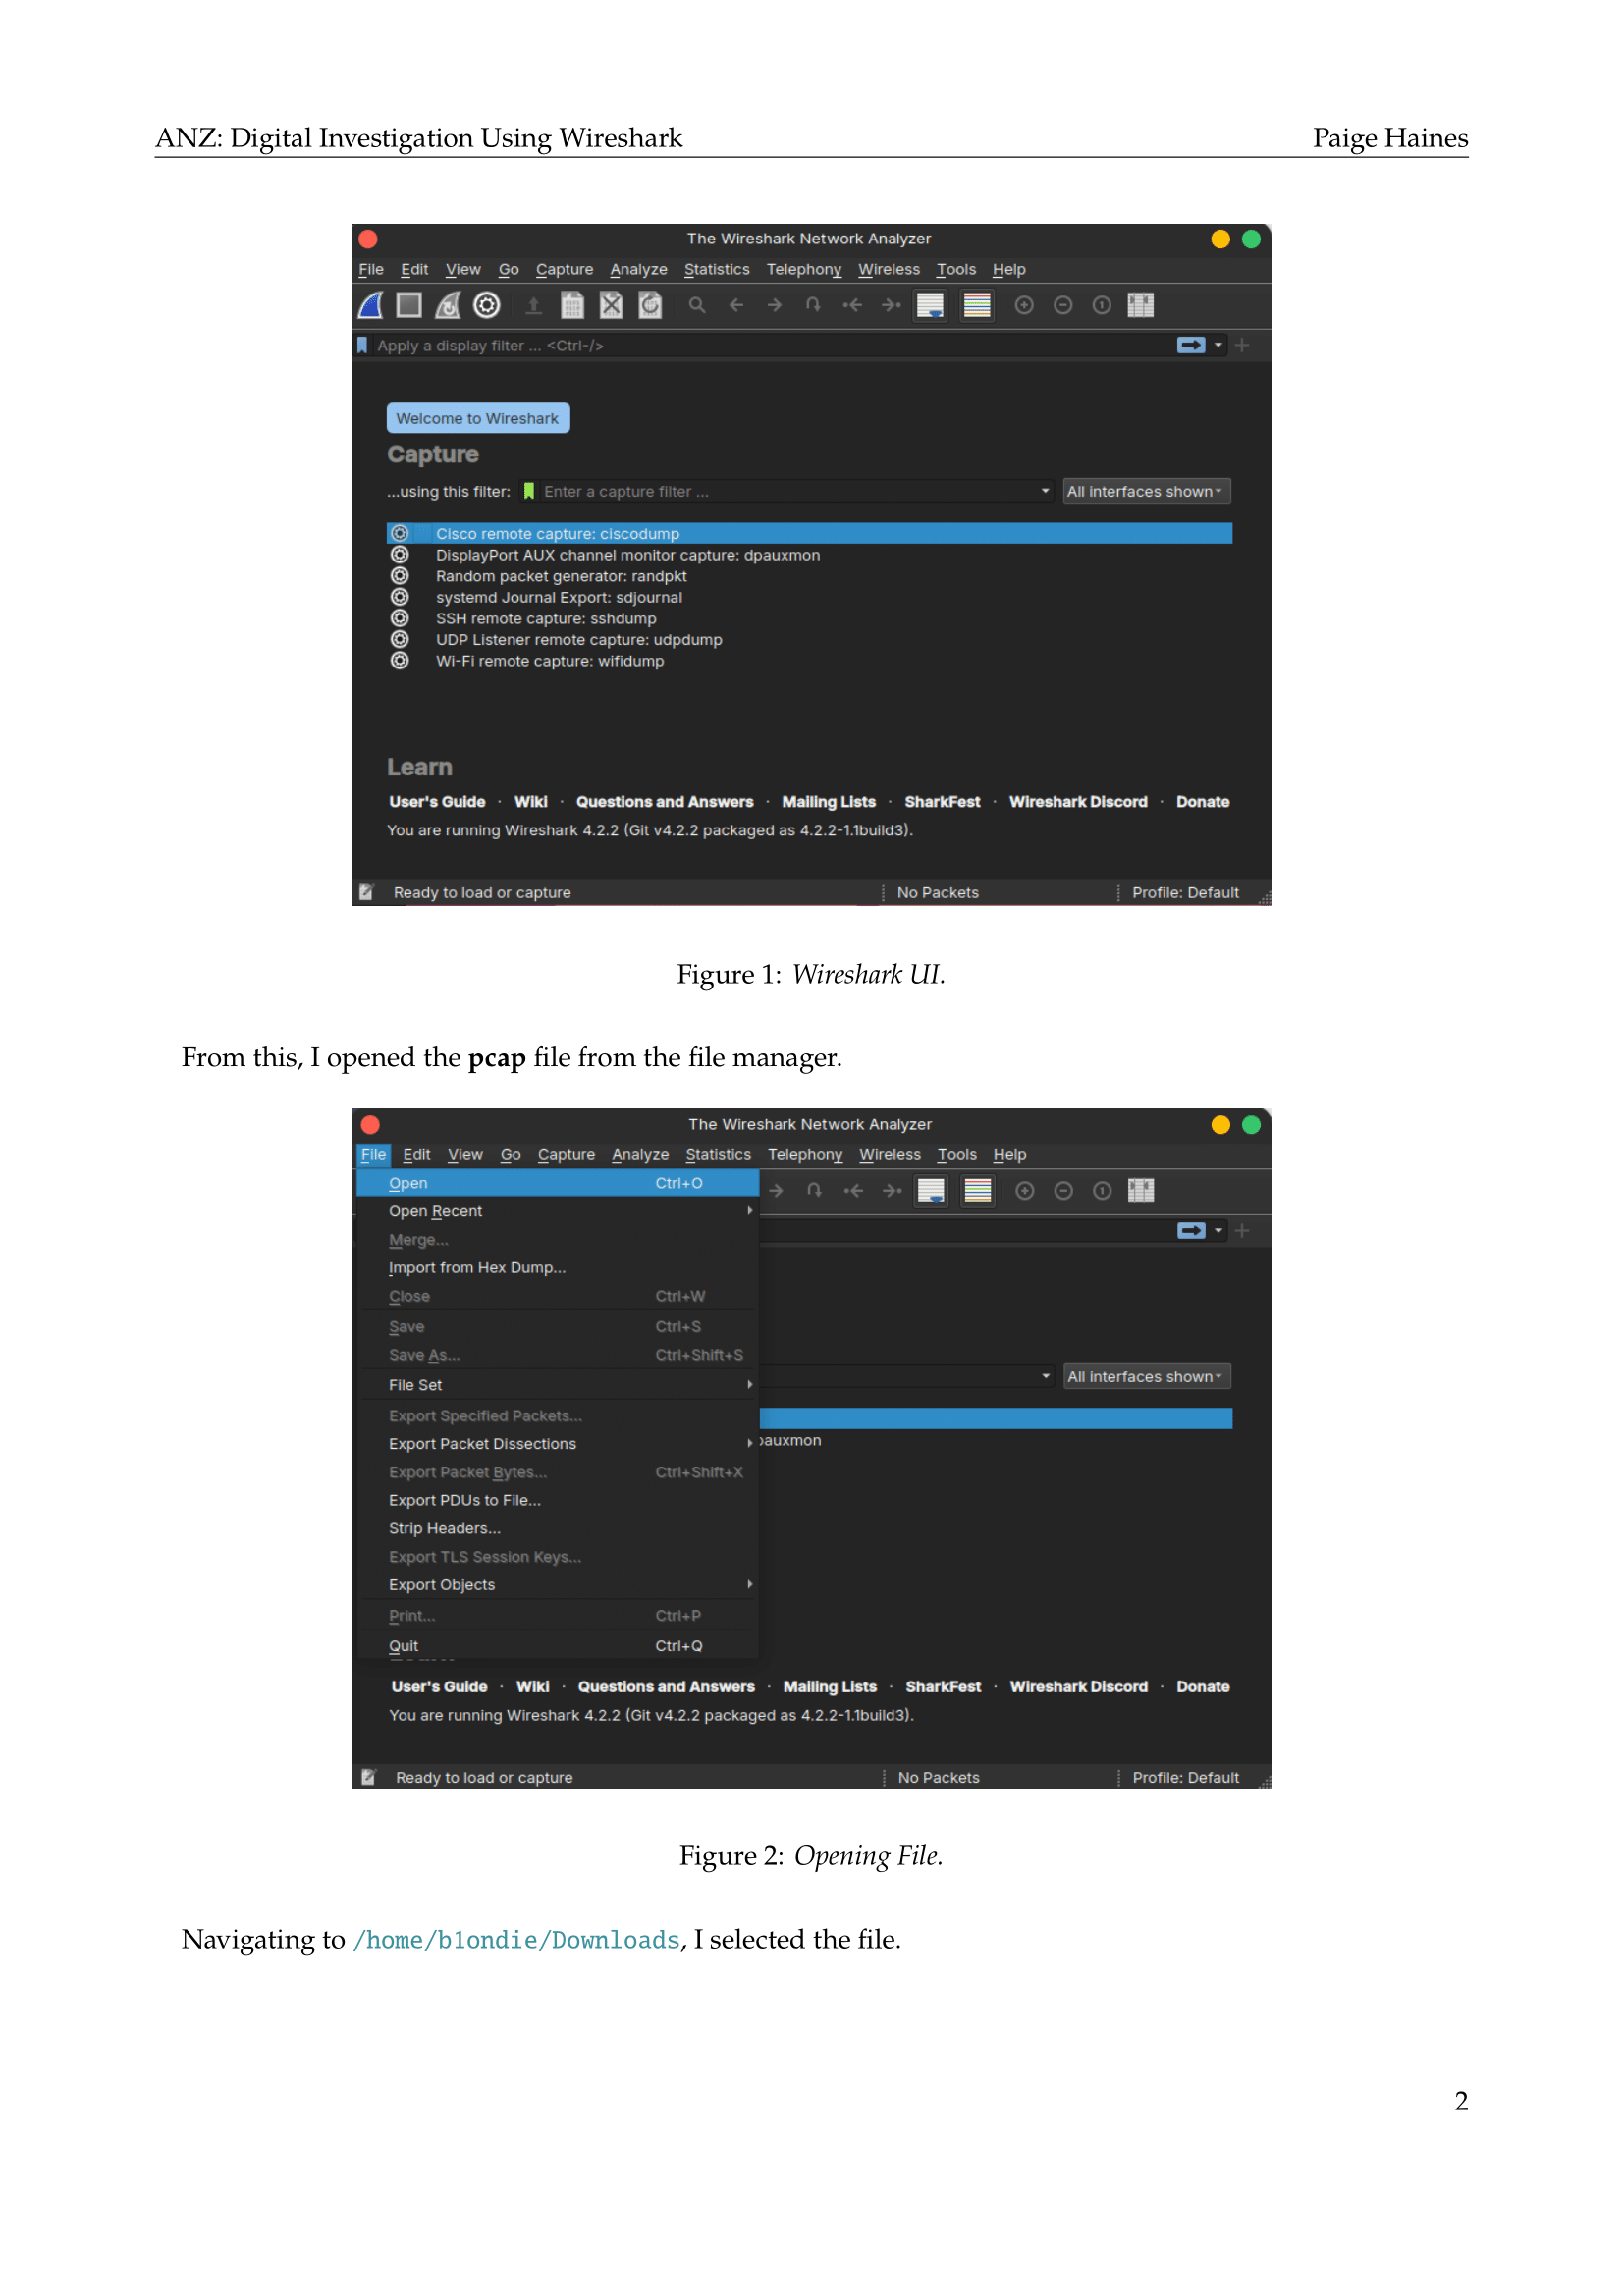 ANZ: Digital Investigation Using Wireshark Paige Haines
The Wireshark Network Analyzer
File Edit View Go Capture Analyze Statistics Telephony Wireless Tools Help
Apply a display filter ... <Ctrl-/>
Welcome to Wireshark
Capture
...using this filter: Enter a capture filter ... All interfaces shown
Cisco remote capture: ciscodump
DisplayPort AUX channel monitor capture: dpauxmon
Random packet generator: randpkt
systemd Journal Export: sdjournal
SSH remote capture: sshdump
UDP Listener remote capture: udpdump
Wi-Fi remote capture: wifidump
Learn
User's Guide · Wiki · Questions and Answers · Mailing Lists · SharkFest · Wireshark Discord · Donate
You are running Wireshark 4.2.2 (Git v4.2.2 packaged as 4.2.2-1.1build3).
Ready to load or capture No Packets Profile: Default
Figure 1: Wireshark UI.
From this, I opened the pcap file from the file manager.
The Wireshark Network Analyzer
File Edit View Go Capture Analyze Statistics Telephony Wireless Tools Help
Open Ctrl+O
Open Recent
Merge...
Import from Hex Dump...
Close Ctrl+W
Save Ctrl+S
Save As... Ctrl+Shift+S
All interfaces shown
File Set
Export Specified Packets...
Export Packet Dissections
pauxmon
Export Packet Bytes... Ctrl+Shift+X
Export PDUs to File...
Strip Headers...
Export TLS Session Keys...
Export Objects
Print... Ctrl+P
Quit Ctrl+Q
User's Guide · Wiki · Questions and Answers · Mailing Lists · SharkFest · Wireshark Discord · Donate
You are running Wireshark 4.2.2 (Git v4.2.2 packaged as 4.2.2-1.1build3).
Ready to load or capture No Packets Profile: Default
Figure 2: Opening File.
Navigating to /home/b1ondie/Downloads, I selected the file.
2